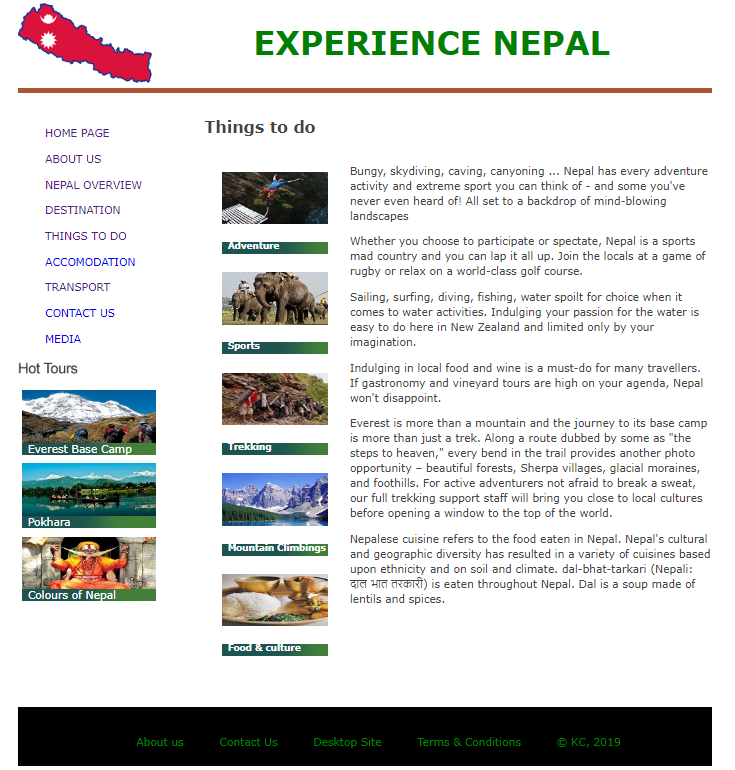 EXPERIENCE NEPAL
HOME PAGE
ABOUT US
NEPAL OVERVIEW
DESTINATION
THINGS TO DO
ACCOMODATION
TRANSPORT
CONTACT US
MEDIA
Hot Tours
Everest Base Camp
Pokhara
Colours of Nepal
Things to do
Adventure
Sports
Trekking
Mountain Climbings
Food & culture
Bungy, skydiving, caving, canyoning ... Nepal has every adventure
activity and extreme sport you can think of - and some you've
never even heard of! All set to a backdrop of mind-blowing
landscapes
Whether you choose to participate or spectate, Nepal is a sports
mad country and you can lap it all up. Join the locals at a game of
rugby or relax on a world-class golf course.
Sailing, surfing, diving, fishing, water spoilt for choice when it
comes to water activities. Indulging your passion for the water is
easy to do here in New Zealand and limited only by your
imagination.
Indulging in local food and wine is a must-do for many travellers.
If gastronomy and vineyard tours are high on your agenda, Nepal
won't disappoint.
Everest is more than a mountain and the journey to its base camp
is more than just a trek. Along a route dubbed by some as "the
steps to heaven," every bend in the trail provides another photo
opportunity – beautiful forests, Sherpa villages, glacial moraines,
and foothills. For active adventurers not afraid to break a sweat,
our full trekking support staff will bring you close to local cultures
before opening a window to the top of the world.
Nepalese cuisine refers to the food eaten in Nepal. Nepal's cultural
and geographic diversity has resulted in a variety of cuisines based
upon ethnicity and on soil and climate. dal-bhat-tarkari (Nepali:
दाल भात तरकारी) is eaten throughout Nepal. Dal is a soup made of
lentils and spices.
About us Contact Us Desktop Site Terms & Conditions © KC, 2019